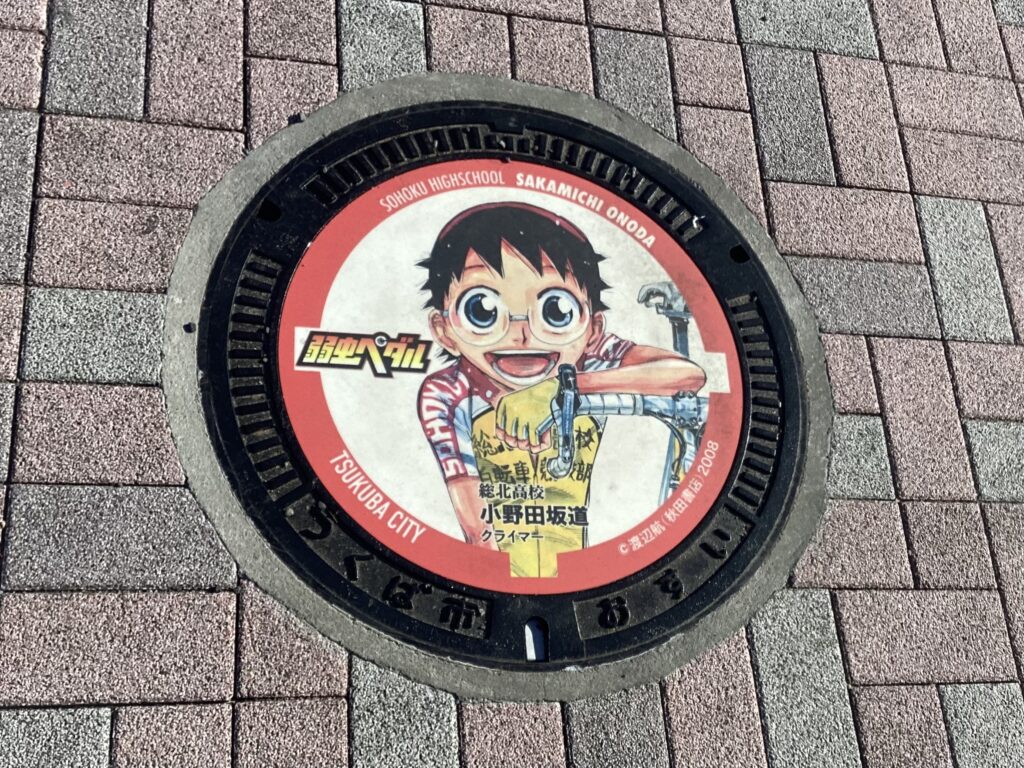 SOHOKU HIGHSCHOOL SAKAMICHI ONODA
弱虫ペダル
SOHOKU
総北高校
小野田坂道
クライマー
TSUKUBA CITY
©渡辺航(秋田書店)2008
つくば市
おすい